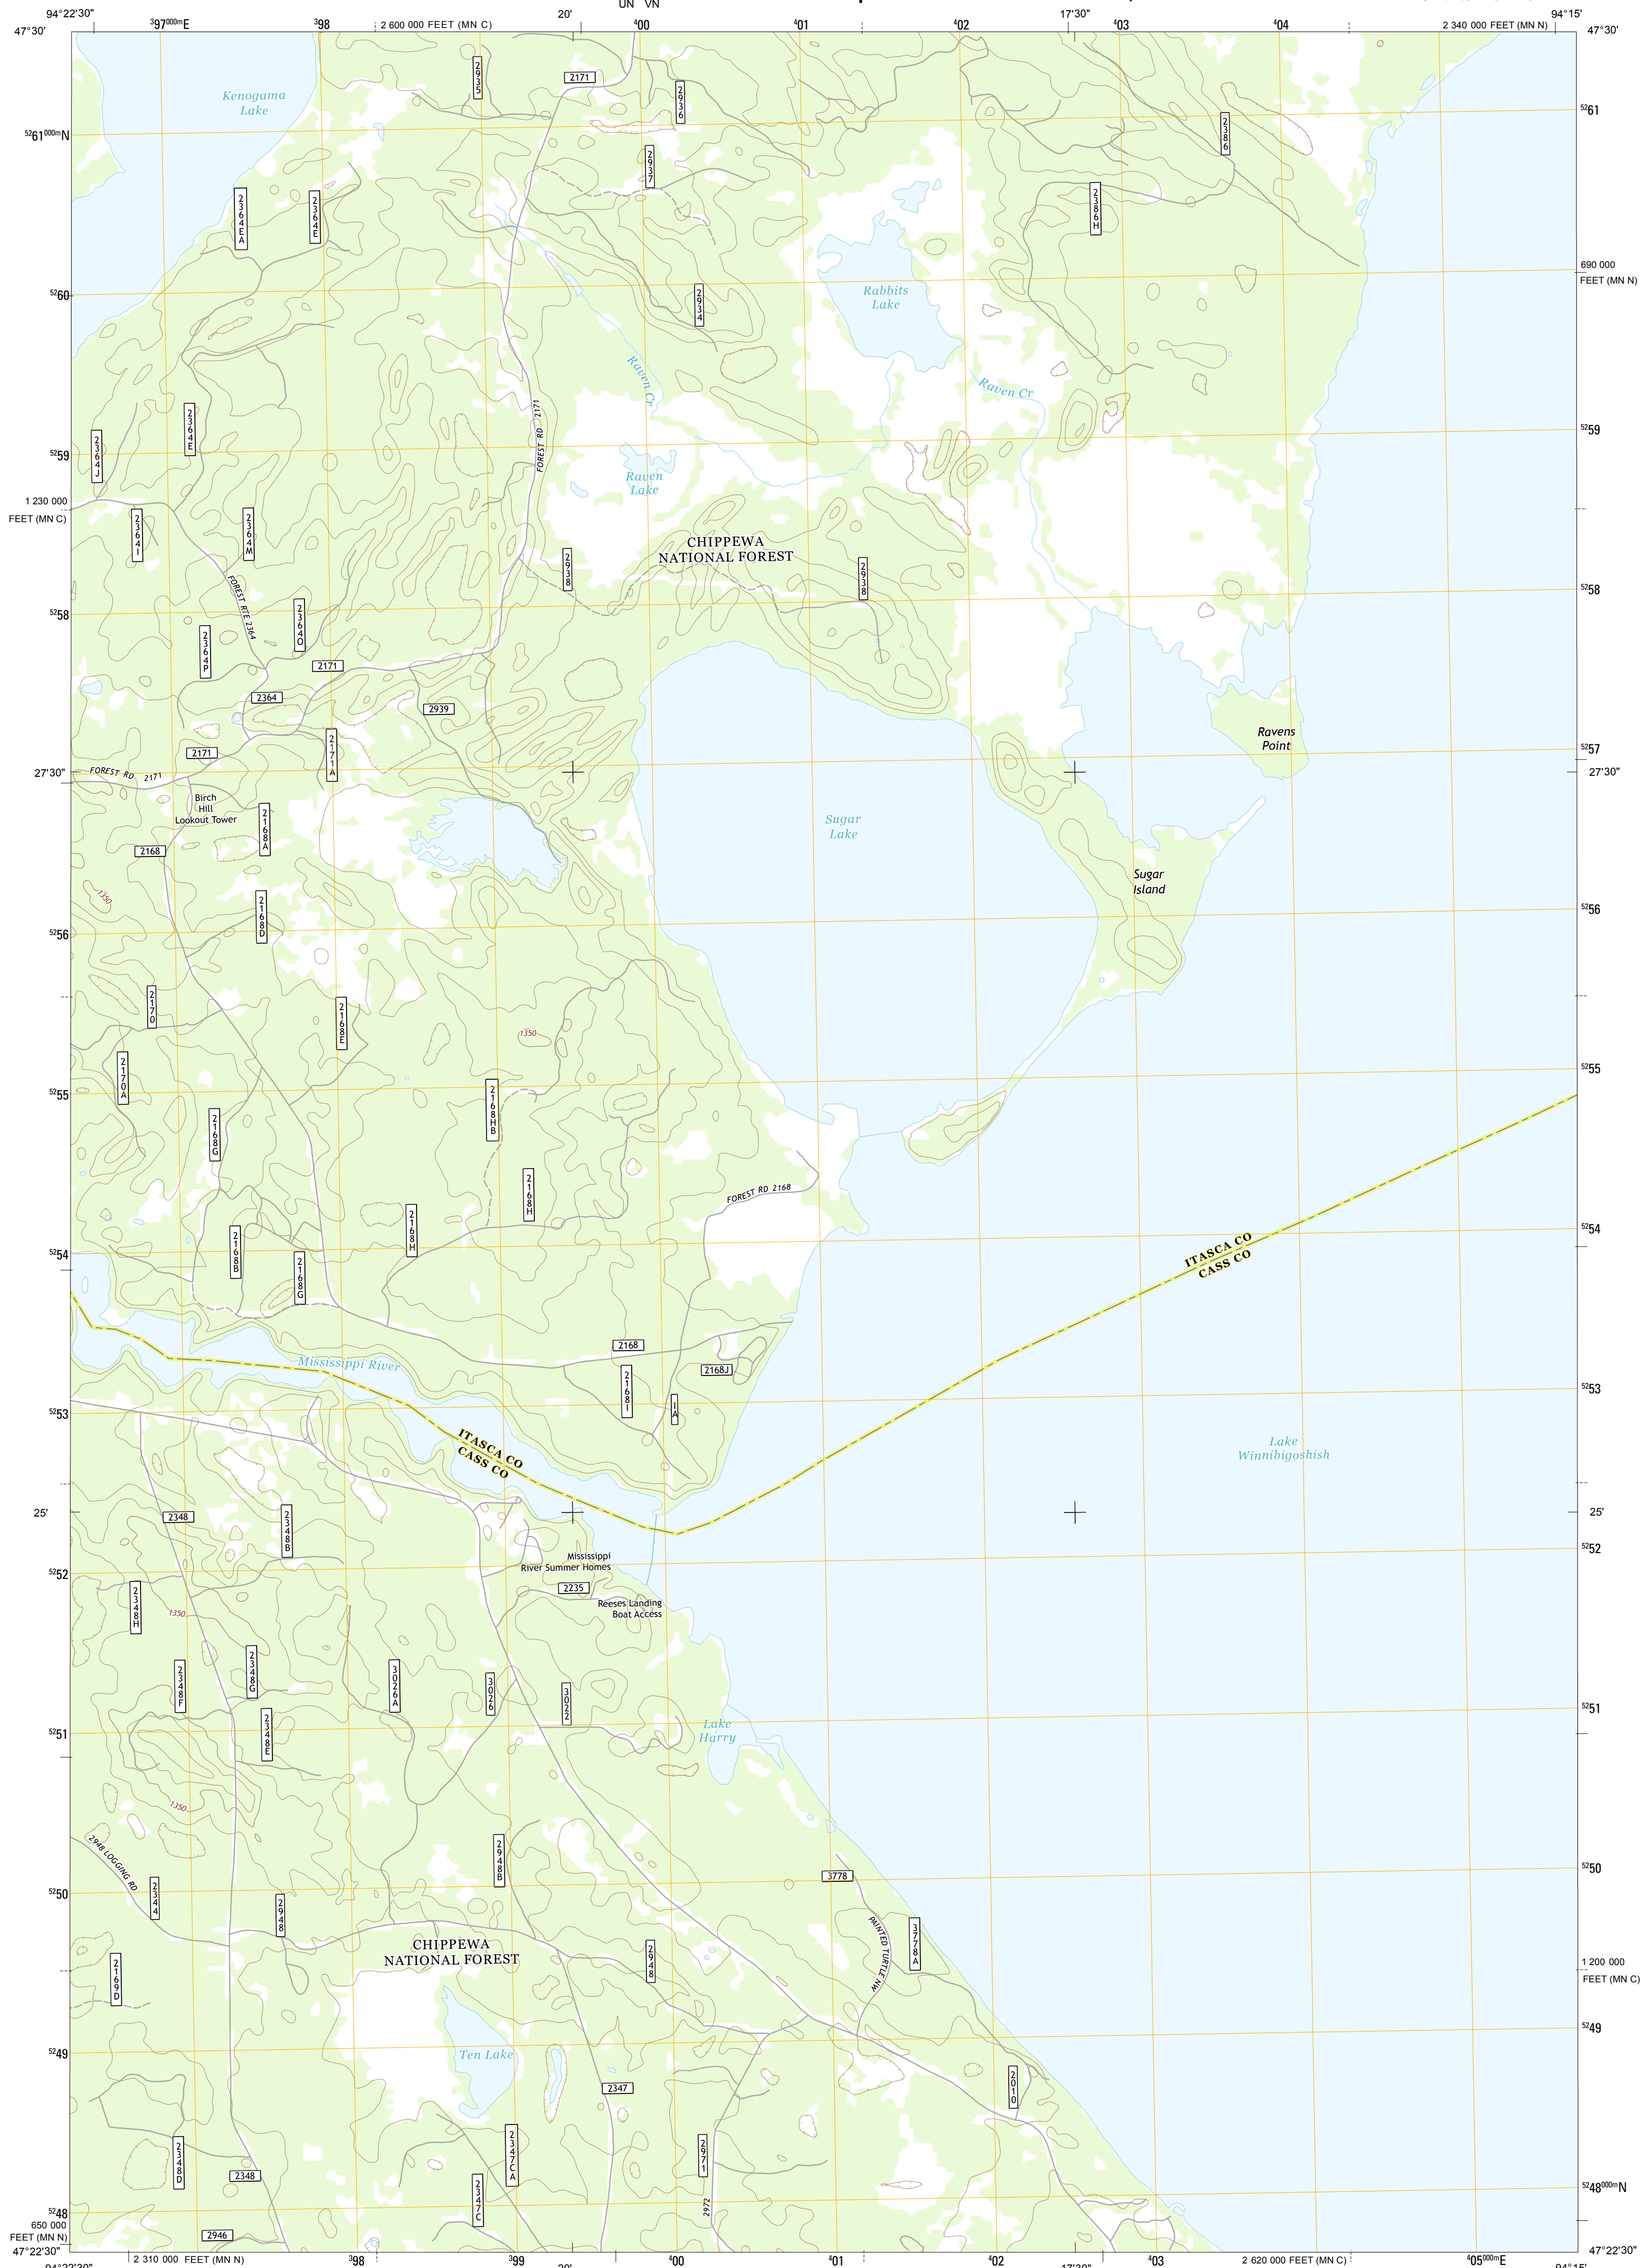 UN VN
94°22'30"
³97⁰⁰⁰ᵐE
³98
2 600 000 FEET (MN C)
20'
⁴00
⁴01
⁴02
17'30"
⁴03
⁴04
2 340 000 FEET (MN N)
94°15'
47°30'
47°30'
Kenogama
Lake
2935
2171
2936
2386
⁵²61⁰⁰⁰ᵐN
⁵²61
2937
2364EA
2364E
2386H
690 000
FEET (MN N)
⁵²60
2934
Rabbits
Lake
Raven Cr
Raven Cr
2364J
2364E
FOREST RD 2171
⁵²59
⁵²59
Raven
Lake
1 230 000
FEET (MN C)
2364I
2364M
CHIPPEWA
NATIONAL FOREST
2938
2938
FOREST RTE 2364
⁵²58
⁵²58
2364O
2364P
2171
2364
2939
Ravens
Point
2171
2171A
⁵²57
27'30"
FOREST RD 2171
27'30"
Birch
Hill
Lookout Tower
2168A
Sugar
Lake
2168
Sugar
Island
1350
2168D
⁵²56
⁵²56
2170
2168E
1350
2170A
⁵²55
⁵²55
2168HB
2168G
2168H
FOREST RD 2168
2168H
2168B
⁵²54
⁵²54
2168G
ITASCA CO
CASS CO
Mississippi River
2168
2168J
2168I
IA
⁵²53
⁵²53
ITASCA CO
CASS CO
Lake
Winnibigoshish
25'
25'
2348
2348B
⁵²52
⁵²52
Mississippi
River Summer Homes
2235
2348H
Reeses Landing
Boat Access
1350
2348F
2348G
3026A
3026
3022
⁵²51
⁵²51
2348E
Lake
Harry
1350
2948 LOGGING RD
2948B
3778
⁵²50
⁵²50
2344
2948
PAINTED TURTLE NW
3778A
CHIPPEWA
NATIONAL FOREST
2948
2169D
1 200 000
FEET (MN C)
⁵²49
⁵²49
Ten Lake
2347
2010
2348D
2348
2347CA
2971
2347C
2972
⁵²48
⁵²48⁰⁰⁰ᵐN
650 000
FEET (MN N)
2946
47°22'30"
47°22'30"
94°22'30"
2 310 000 FEET (MN N)
³98
³99
20'
⁴00
⁴01
⁴02
17'30"
⁴03
2 620 000 FEET (MN C)
⁴05⁰⁰⁰ᵐE
94°15'